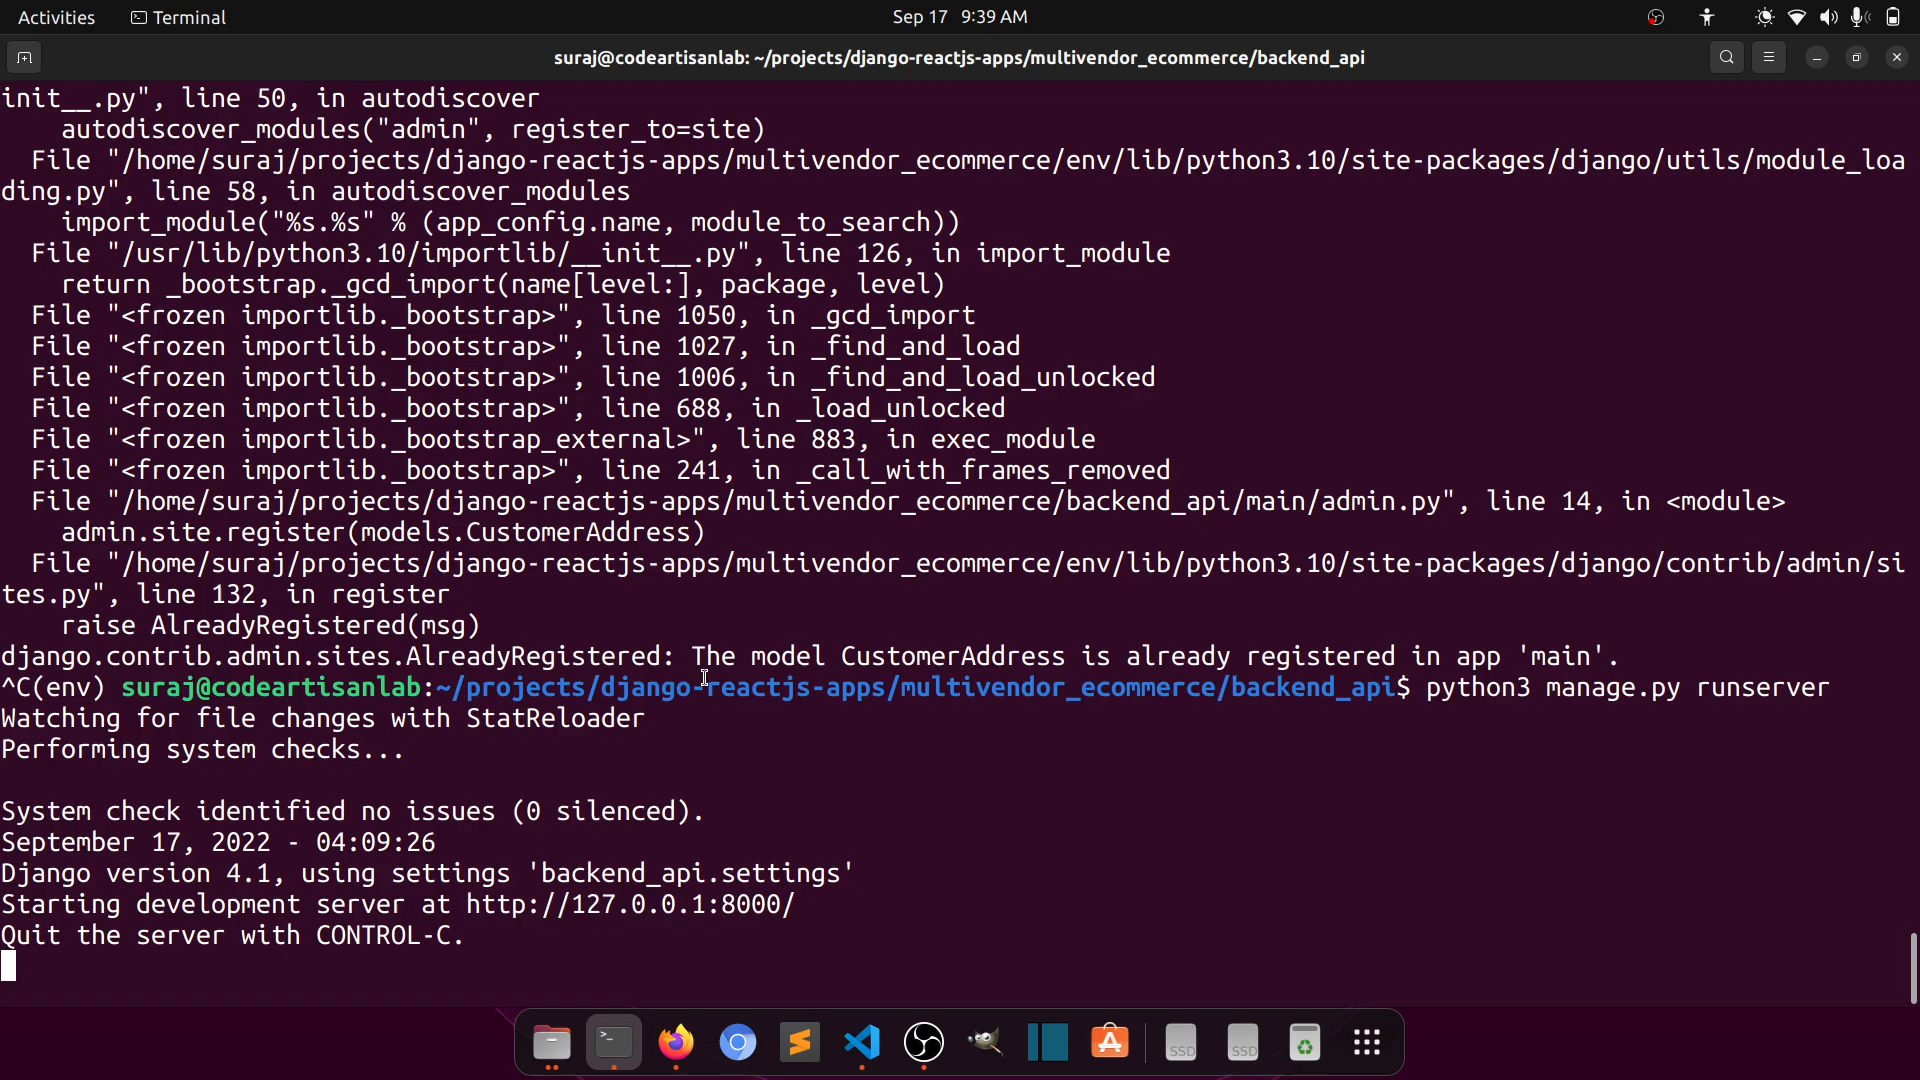 Activities Terminal Sep 17 9:39 AM
suraj@codeartisanlab: ~/projects/django-reactjs-apps/multivendor_ecommerce/backend_api
init__.py", line 50, in autodiscover
    autodiscover_modules("admin", register_to=site)
  File "/home/suraj/projects/django-reactjs-apps/multivendor_ecommerce/env/lib/python3.10/site-packages/django/utils/module_loa
ding.py", line 58, in autodiscover_modules
    import_module("%s.%s" % (app_config.name, module_to_search))
  File "/usr/lib/python3.10/importlib/__init__.py", line 126, in import_module
    return _bootstrap._gcd_import(name[level:], package, level)
  File "<frozen importlib._bootstrap>", line 1050, in _gcd_import
  File "<frozen importlib._bootstrap>", line 1027, in _find_and_load
  File "<frozen importlib._bootstrap>", line 1006, in _find_and_load_unlocked
  File "<frozen importlib._bootstrap>", line 688, in _load_unlocked
  File "<frozen importlib._bootstrap_external>", line 883, in exec_module
  File "<frozen importlib._bootstrap>", line 241, in _call_with_frames_removed
  File "/home/suraj/projects/django-reactjs-apps/multivendor_ecommerce/backend_api/main/admin.py", line 14, in <module>
    admin.site.register(models.CustomerAddress)
  File "/home/suraj/projects/django-reactjs-apps/multivendor_ecommerce/env/lib/python3.10/site-packages/django/contrib/admin/si
tes.py", line 132, in register
    raise AlreadyRegistered(msg)
django.contrib.admin.sites.AlreadyRegistered: The model CustomerAddress is already registered in app 'main'.
^C(env) suraj@codeartisanlab:~/projects/django-reactjs-apps/multivendor_ecommerce/backend_api$ python3 manage.py runserver
Watching for file changes with StatReloader
Performing system checks...
System check identified no issues (0 silenced).
September 17, 2022 - 04:09:26
Django version 4.1, using settings 'backend_api.settings'
Starting development server at http://127.0.0.1:8000/
Quit the server with CONTROL-C.
SSD SSD